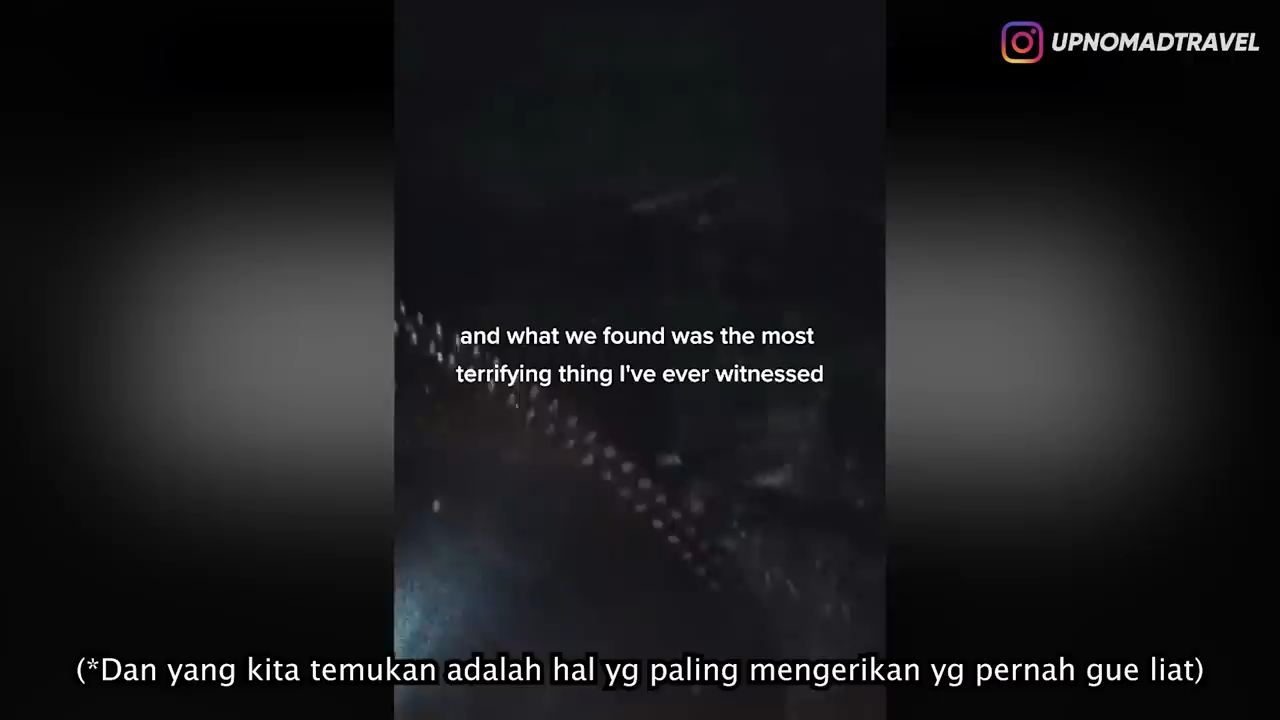 UPNOMADTRAVEL
and what we found was the most
terrifying thing I've ever witnessed
(*Dan yang kita temukan adalah hal yg paling mengerikan yg pernah gue liat)